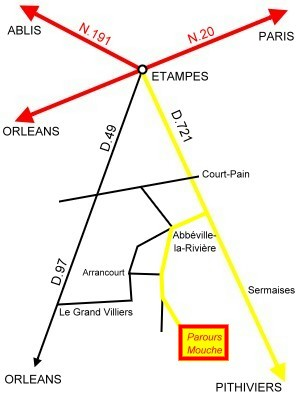 ABLIS
N.191
PARIS
N.20
ETAMPES
ORLEANS
D.49
D.721
Court-Pain
Abbéville-
la-Rivière
Arrancourt
D.97
Sermaises
Le Grand Villiers
Parours
Mouche
ORLEANS
PITHIVIERS